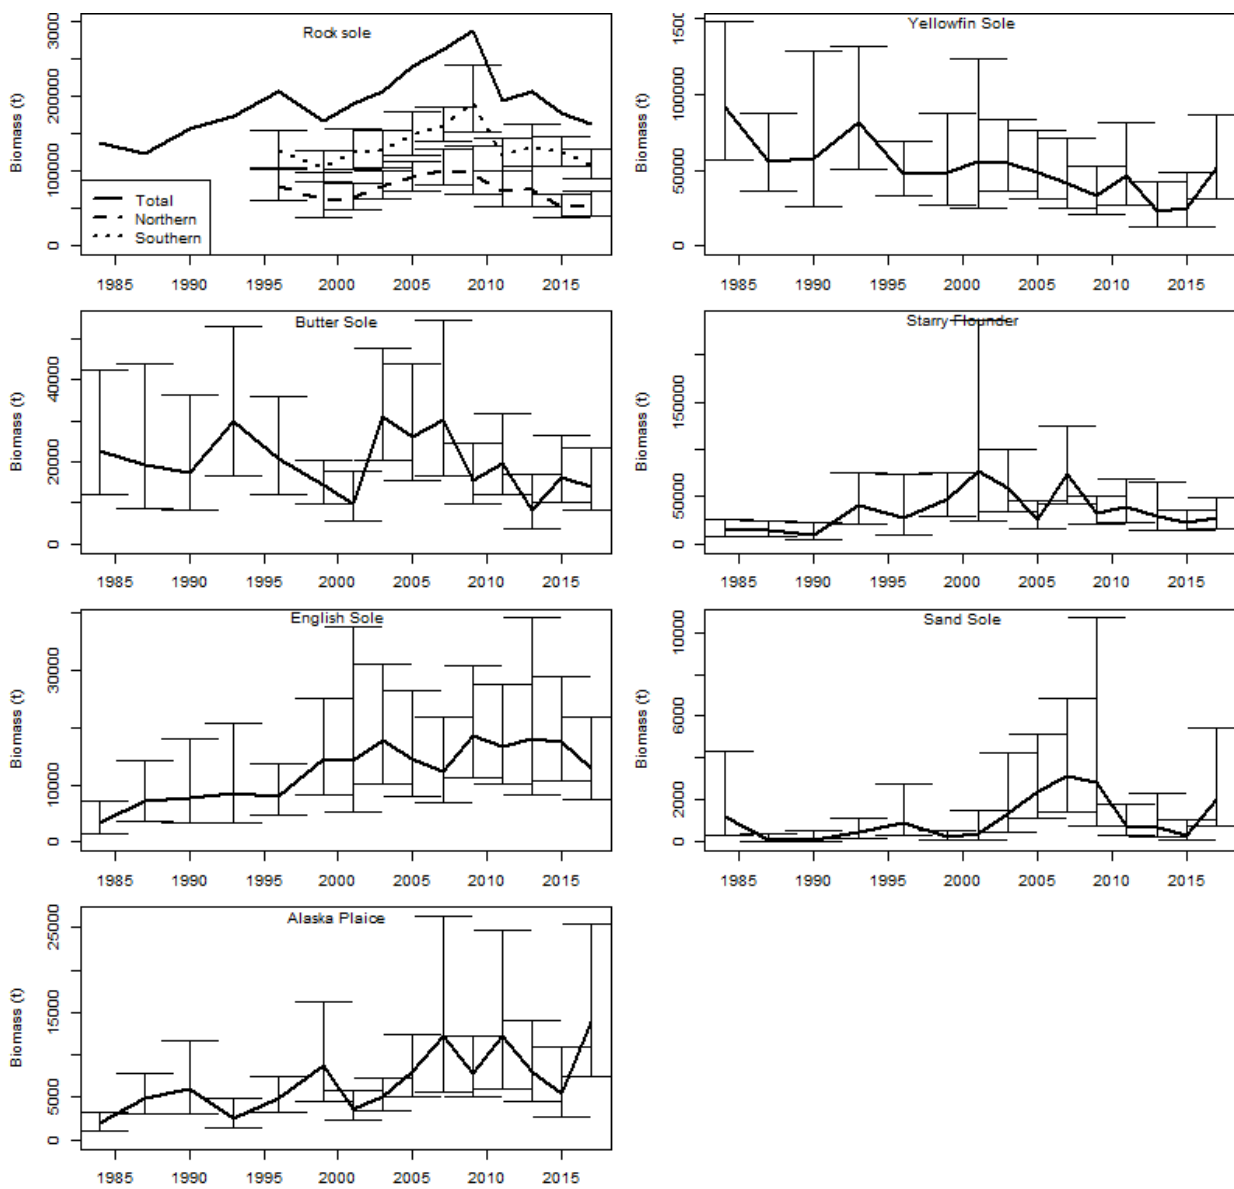 Rock sole
Biomass (t)
3000
200000
100000
0
Total
Northern
Southern
1985 1990 1995 2000 2005 2010 2015
Yellowfin Sole
Biomass (t)
1500
100000
50000
0
1985 1990 1995 2000 2005 2010 2015
Butter Sole
Biomass (t)
40000
20000
0
1985 1990 1995 2000 2005 2010 2015
Starry Flounder
Biomass (t)
150000
50000
0
1985 1990 1995 2000 2005 2010 2015
English Sole
Biomass (t)
30000
10000
0
1985 1990 1995 2000 2005 2010 2015
Sand Sole
Biomass (t)
10000
6000
2000
0
1985 1990 1995 2000 2005 2010 2015
Alaska Plaice
Biomass (t)
25000
15000
5000
0
1985 1990 1995 2000 2005 2010 2015